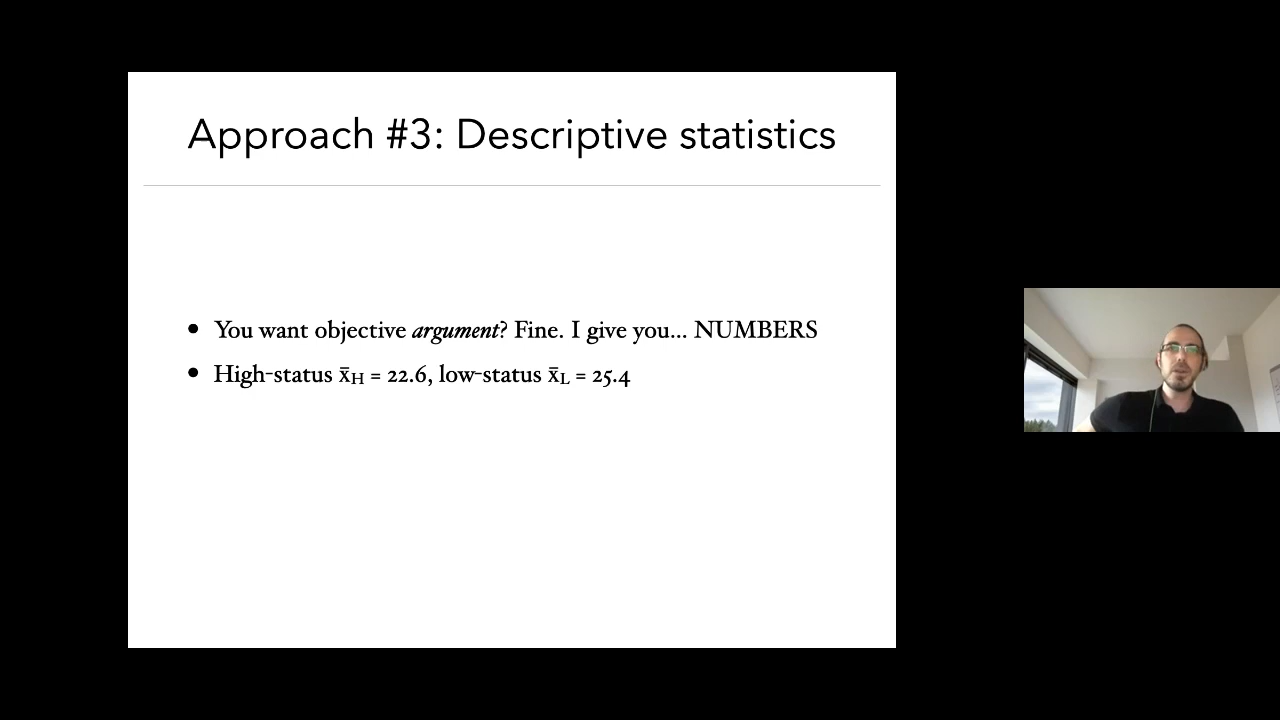 Approach #3: Descriptive statistics
• You want objective argument? Fine. I give you... NUMBERS
• High-status x̄H = 22.6, low-status x̄L = 25.4